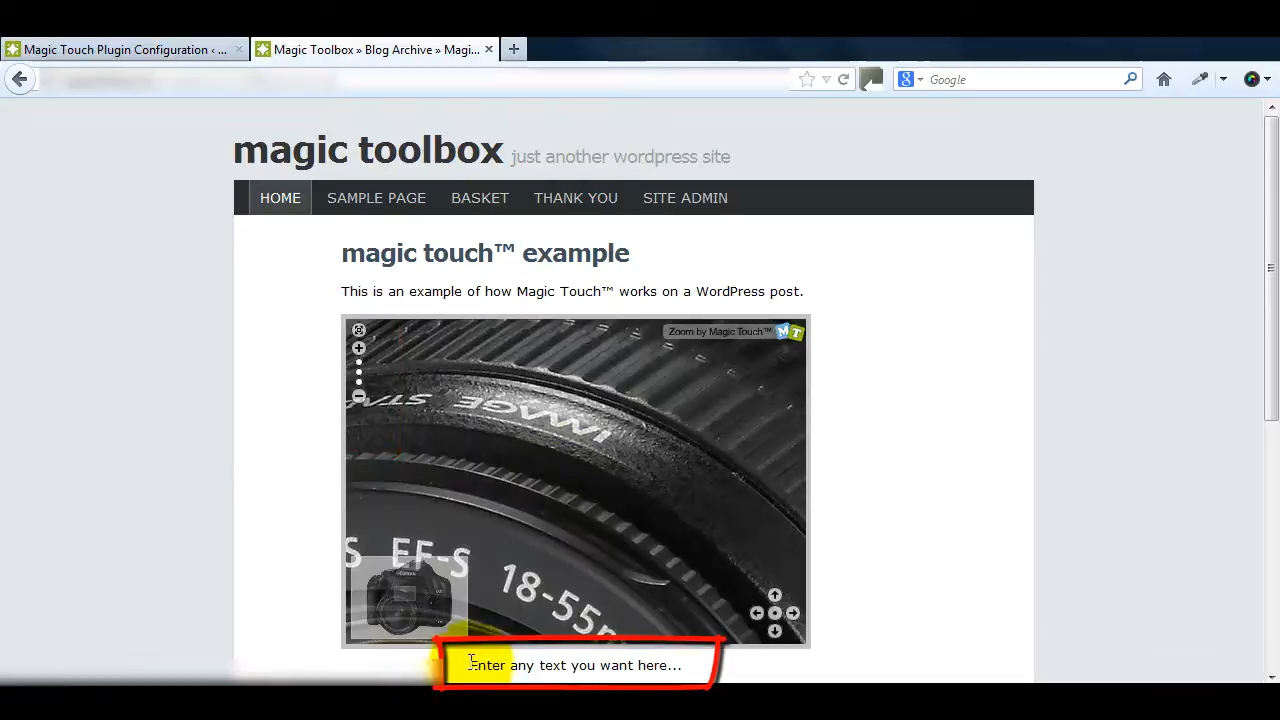 Magic Touch Plugin Configuration ‹ ...
Magic Toolbox » Blog Archive » Magi...
Google
magic toolbox just another wordpress site
HOME SAMPLE PAGE BASKET THANK YOU SITE ADMIN
magic touch™ example
This is an example of how Magic Touch™ works on a WordPress post.
Zoom by Magic Touch™ MT
IMAGE STA
S EF-S 18-55m
Enter any text you want here...